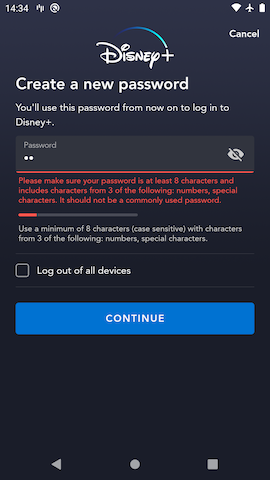 14:34
Cancel
Disney+
Create a new password
You'll use this password from now on to log in to
Disney+.
Password
••
Please make sure your password is at least 8 characters and
includes characters from 3 of the following: numbers, special
characters. It should not be a commonly used password.
Use a minimum of 8 characters (case sensitive) with characters
from 3 of the following: numbers, special characters.
Log out of all devices
CONTINUE